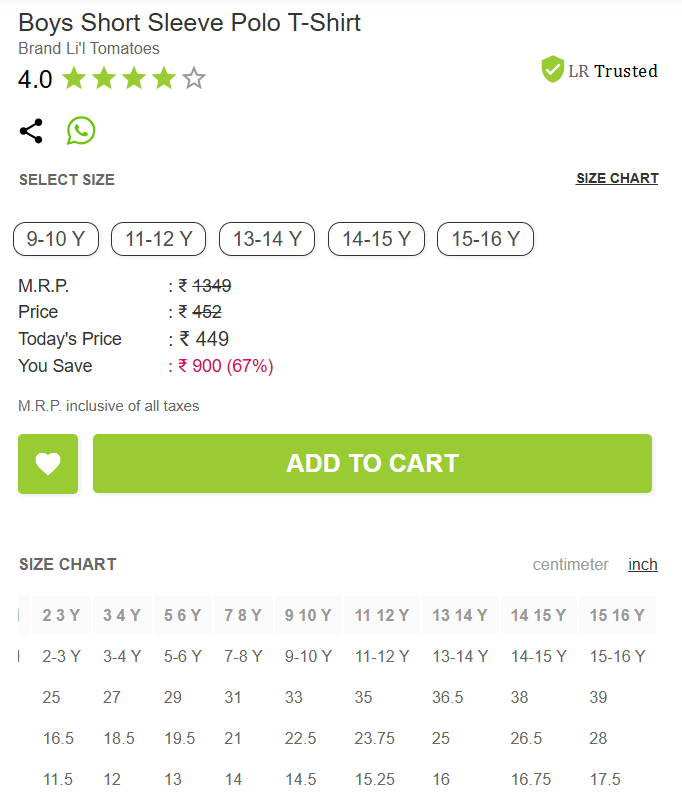 Boys Short Sleeve Polo T-Shirt
Brand Li'l Tomatoes
4.0
LR Trusted
SELECT SIZE
SIZE CHART
9-10 Y 11-12 Y 13-14 Y 14-15 Y 15-16 Y
M.R.P. : ₹ 1349
Price : ₹ 452
Today's Price : ₹ 449
You Save : ₹ 900 (67%)
M.R.P. inclusive of all taxes
ADD TO CART
SIZE CHART centimeter inch
2 3 Y 3 4 Y 5 6 Y 7 8 Y 9 10 Y 11 12 Y 13 14 Y 14 15 Y 15 16 Y
2-3 Y 3-4 Y 5-6 Y 7-8 Y 9-10 Y 11-12 Y 13-14 Y 14-15 Y 15-16 Y
25 27 29 31 33 35 36.5 38 39
16.5 18.5 19.5 21 22.5 23.75 25 26.5 28
11.5 12 13 14 14.5 15.25 16 16.75 17.5